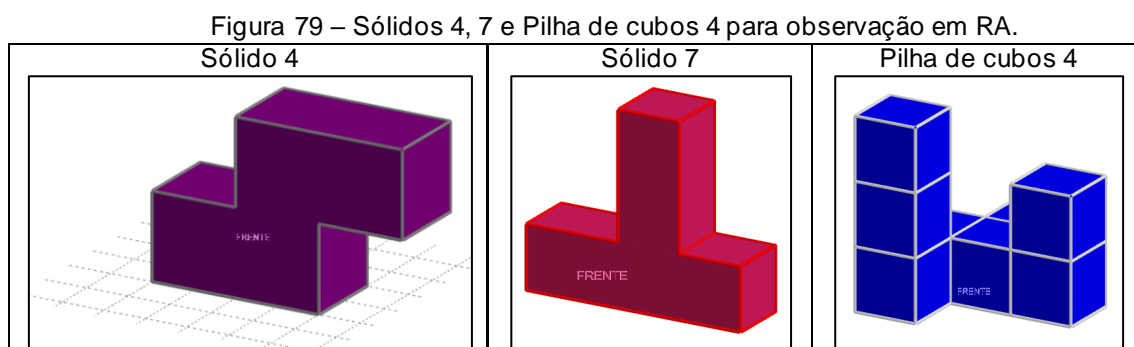 Figura 79 – Sólidos 4, 7 e Pilha de cubos 4 para observação em RA.
Sólido 4
Sólido 7
Pilha de cubos 4
FRENTE
FRENTE
FRENTE